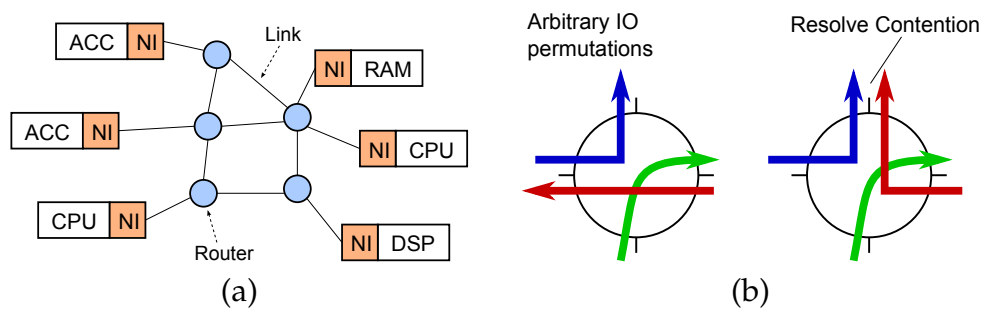 ACC NI
Link
NI RAM
ACC NI
NI CPU
CPU NI
NI DSP
Router
(a)
Arbitrary IO
permutations
Resolve Contention
(b)